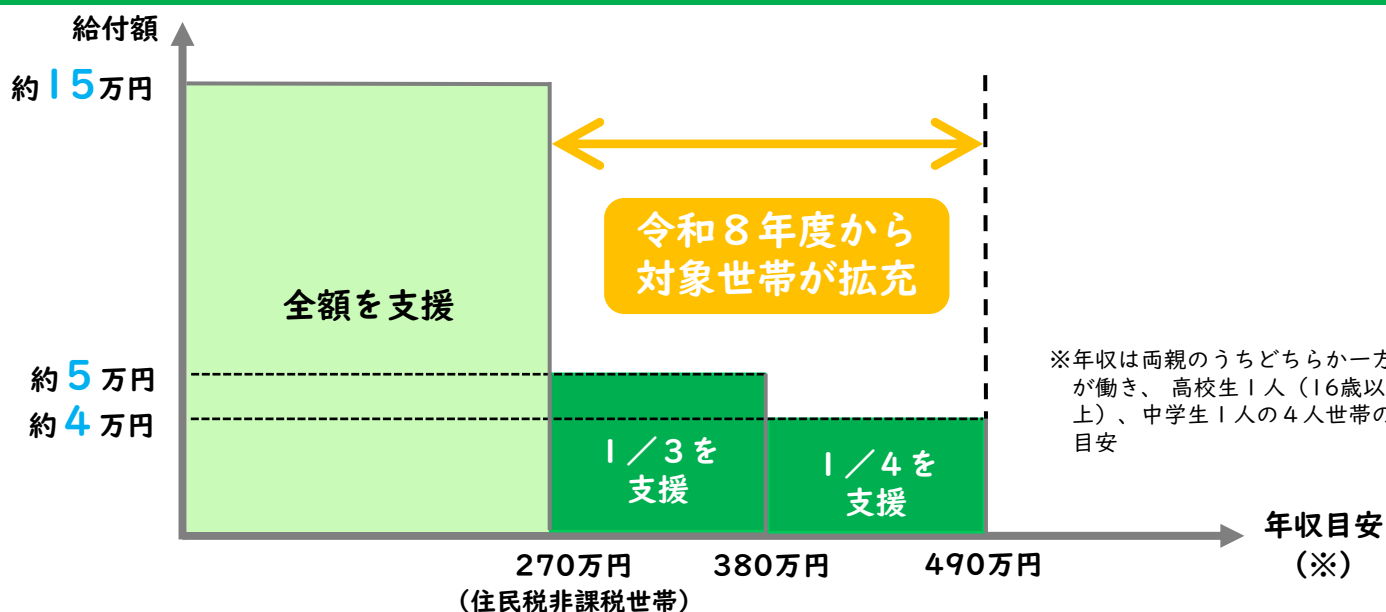 給付額
約15万円
令和８年度から
対象世帯が拡充
全額を支援
約5万円
約4万円
１／３を
支援
１／４を
支援
※年収は両親のうちどちらか一方
が働き、 高校生１人（16歳以
上）、中学生１人の４人世帯の
目安
270万円
380万円
490万円
（住民税非課税世帯）
年収目安
（※）